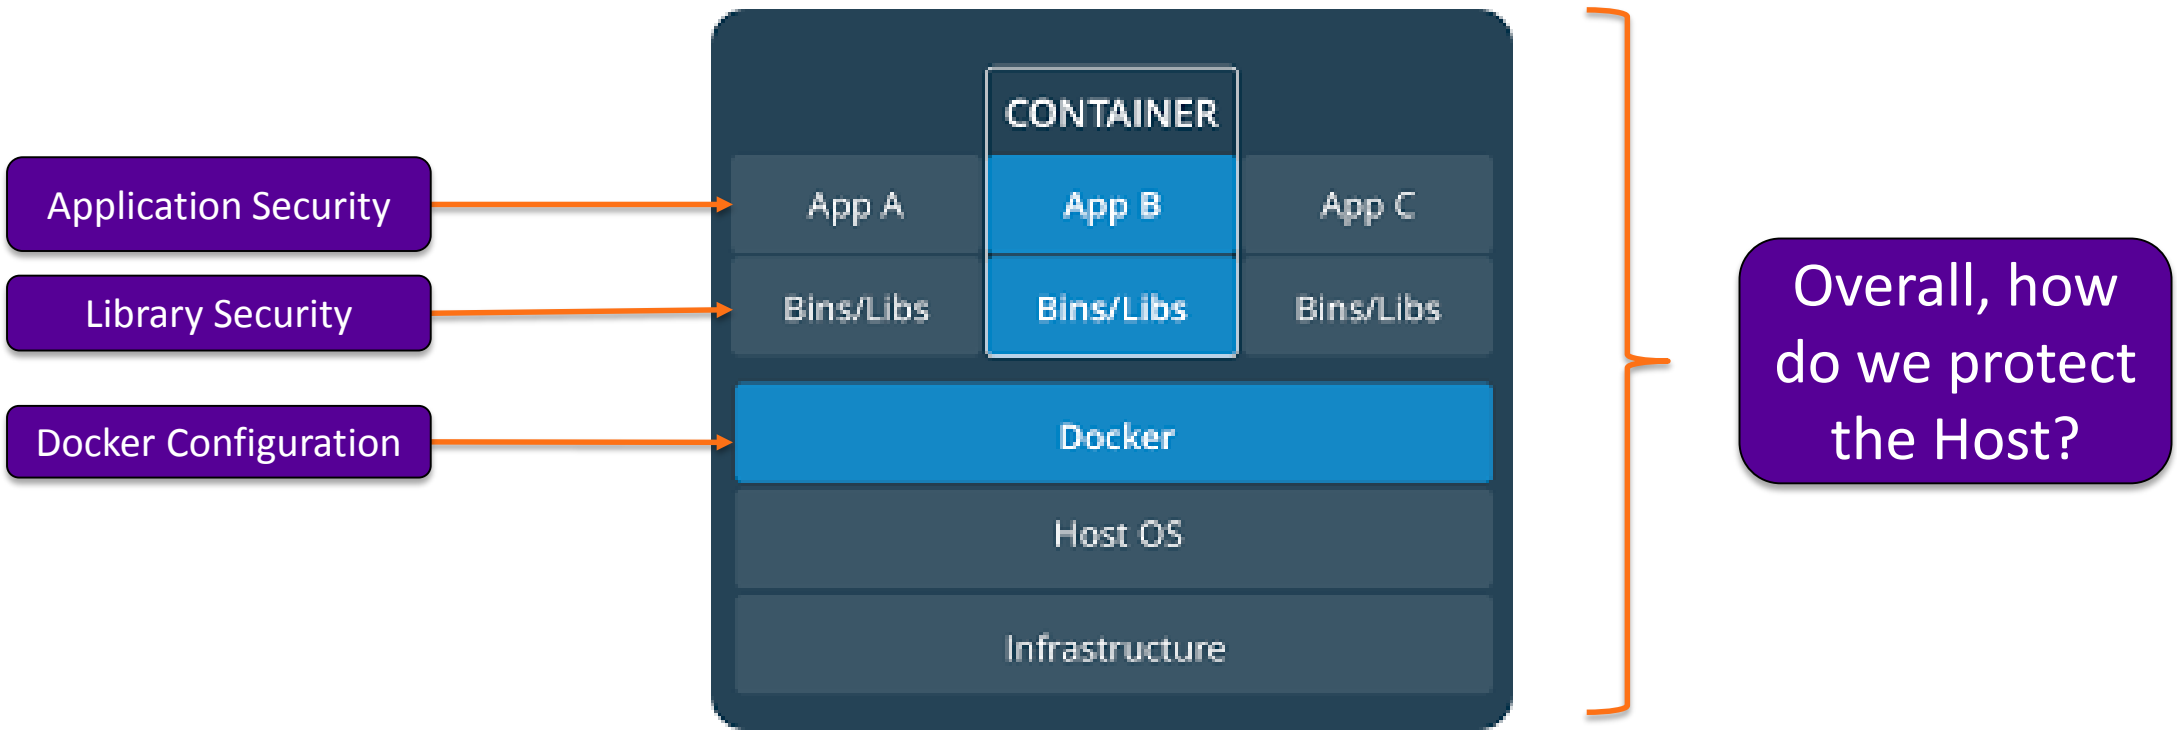 CONTAINER
Application Security
App A
App B
App C
Library Security
Bins/Libs
Bins/Libs
Bins/Libs
Docker Configuration
Docker
Host OS
Infrastructure
Overall, how
do we protect
the Host?